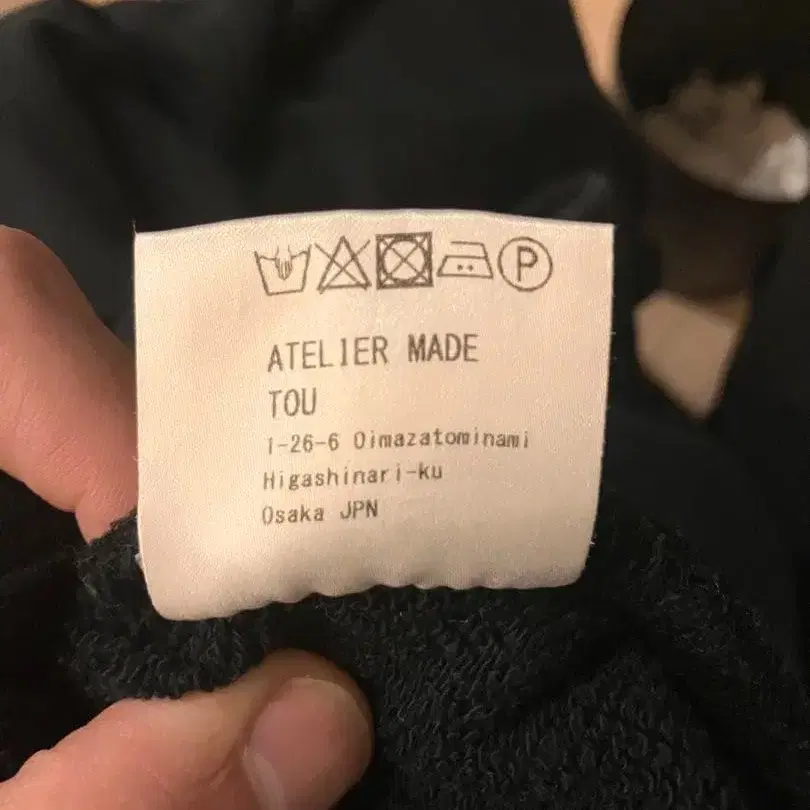 P
ATELIER MADE
TOU
1-26-6 Oimazatominami
Higashinari-ku
Osaka JPN